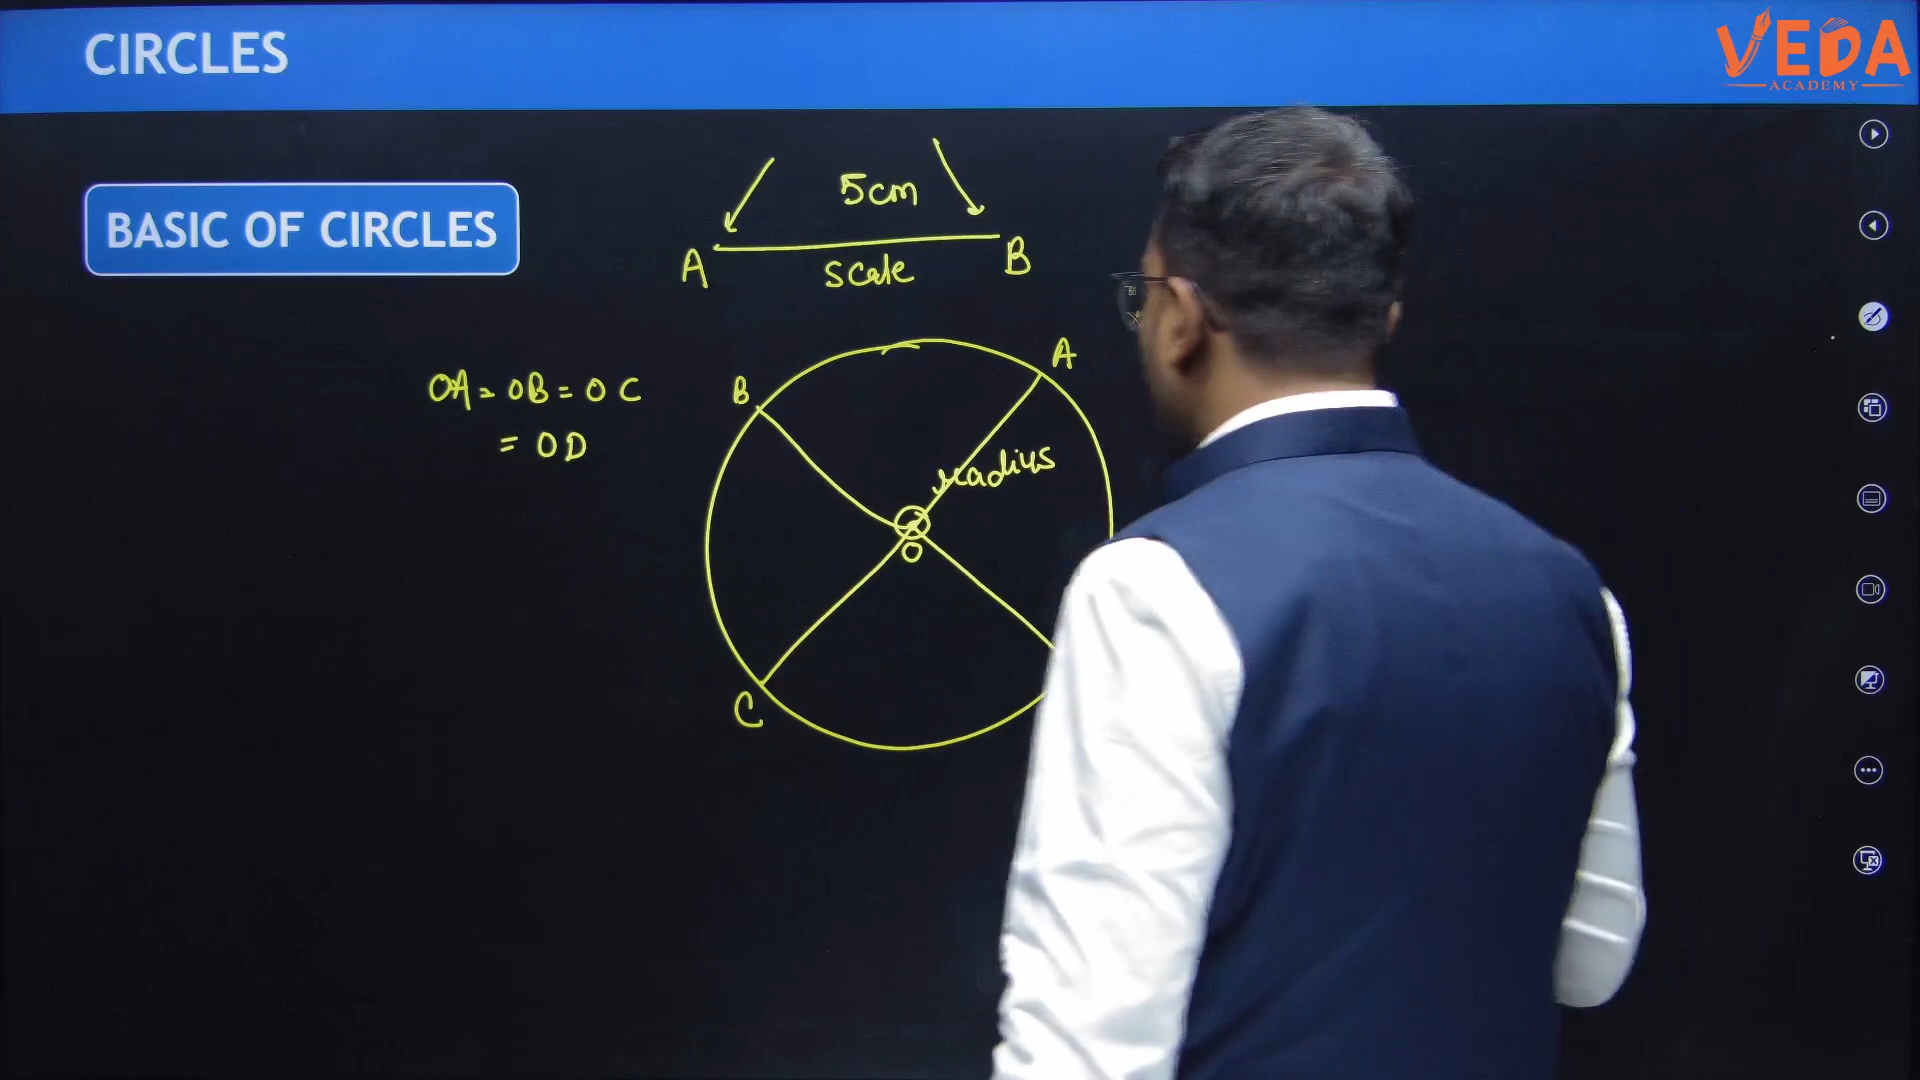 CIRCLES
VEDA
ACADEMY
BASIC OF CIRCLES
5cm
A
B
scale
OA = OB = OC
= OD
B
A
radius
O
C